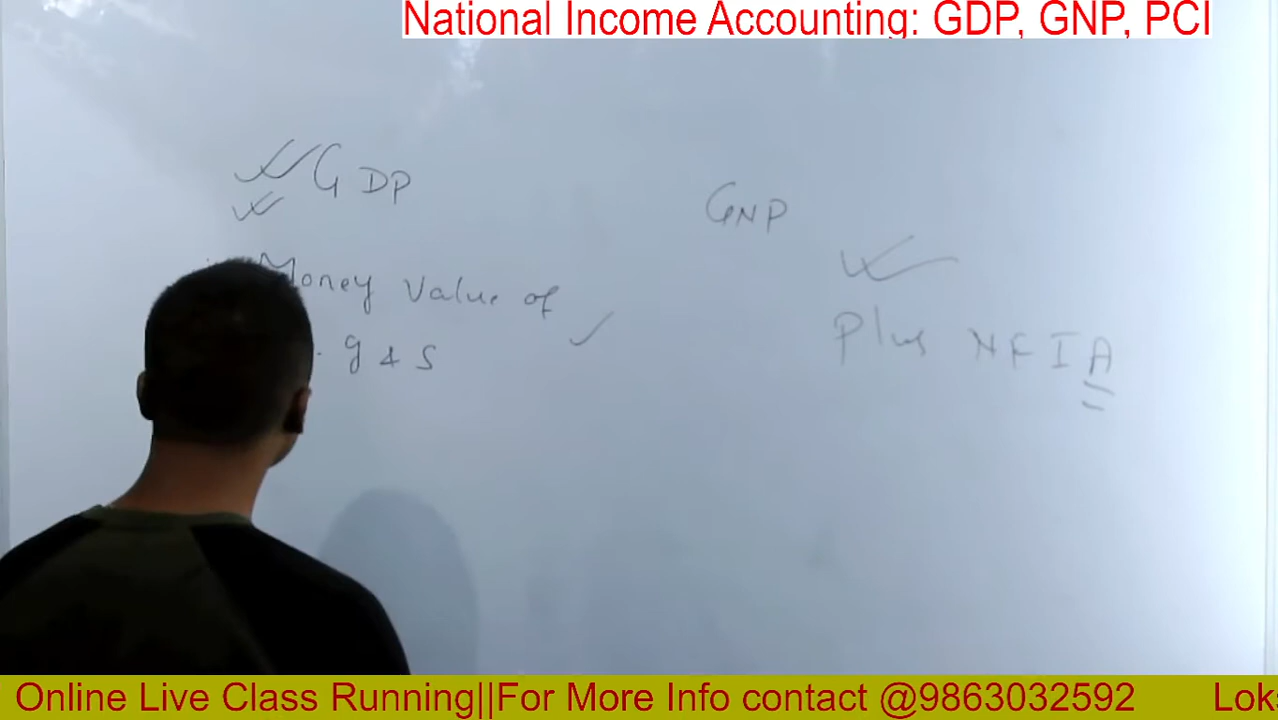 National Income Accounting: GDP, GNP, PCI
GDP
Money Value of
g & s
GNP
Plus NFIA
Online Live Class Running||For More Info contact @9863032592 Lok